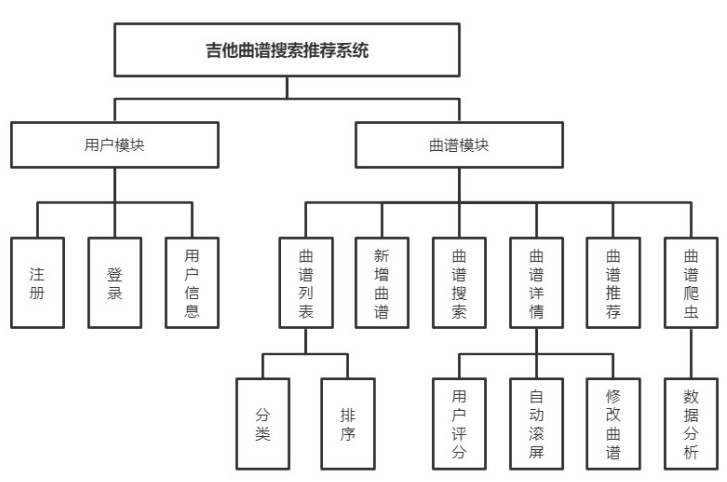 吉他曲谱搜索推荐系统
用户模块
曲谱模块
注册
登录
用户信息
曲谱列表
新增曲谱
曲谱搜索
曲谱详情
曲谱推荐
曲谱爬虫
分类
排序
用户评分
自动滚屏
修改曲谱
数据分析